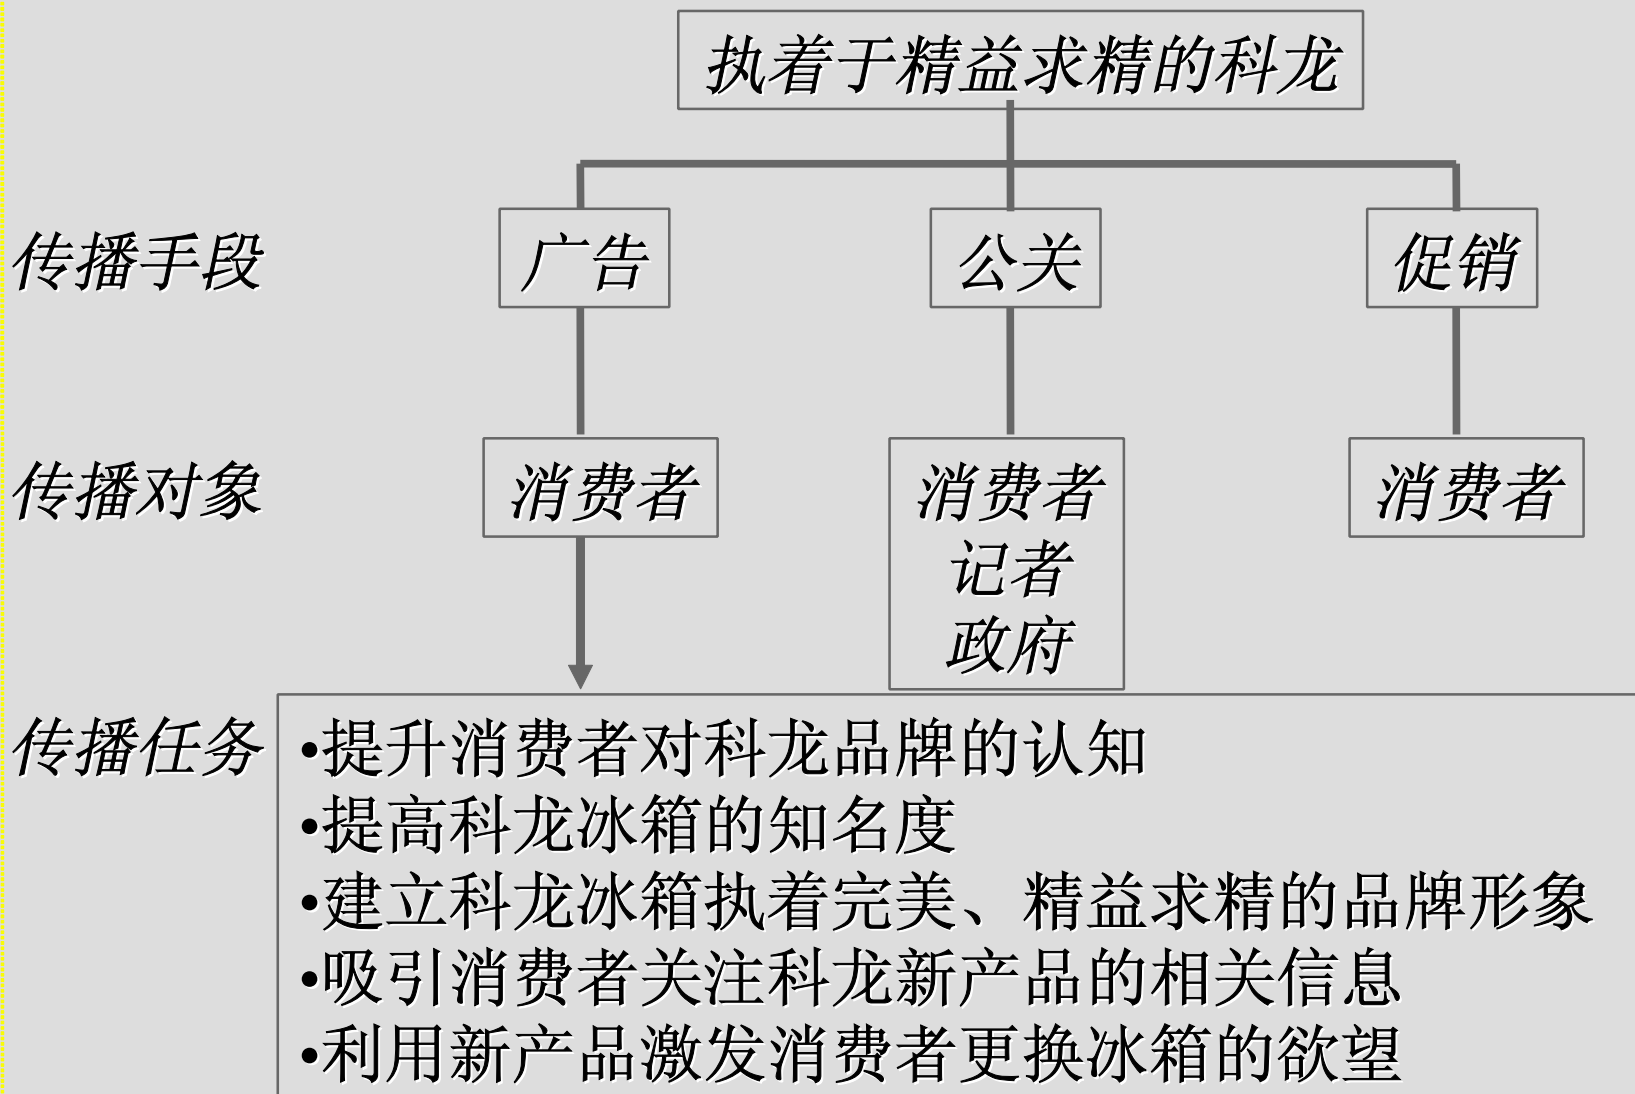 执着于精益求精的科龙
传播手段
广告
公关
促销
传播对象
消费者
消费者
记者
政府
消费者
传播任务
•提升消费者对科龙品牌的认知
•提高科龙冰箱的知名度
•建立科龙冰箱执着完美、精益求精的品牌形象
•吸引消费者关注科龙新产品的相关信息
•利用新产品激发消费者更换冰箱的欲望